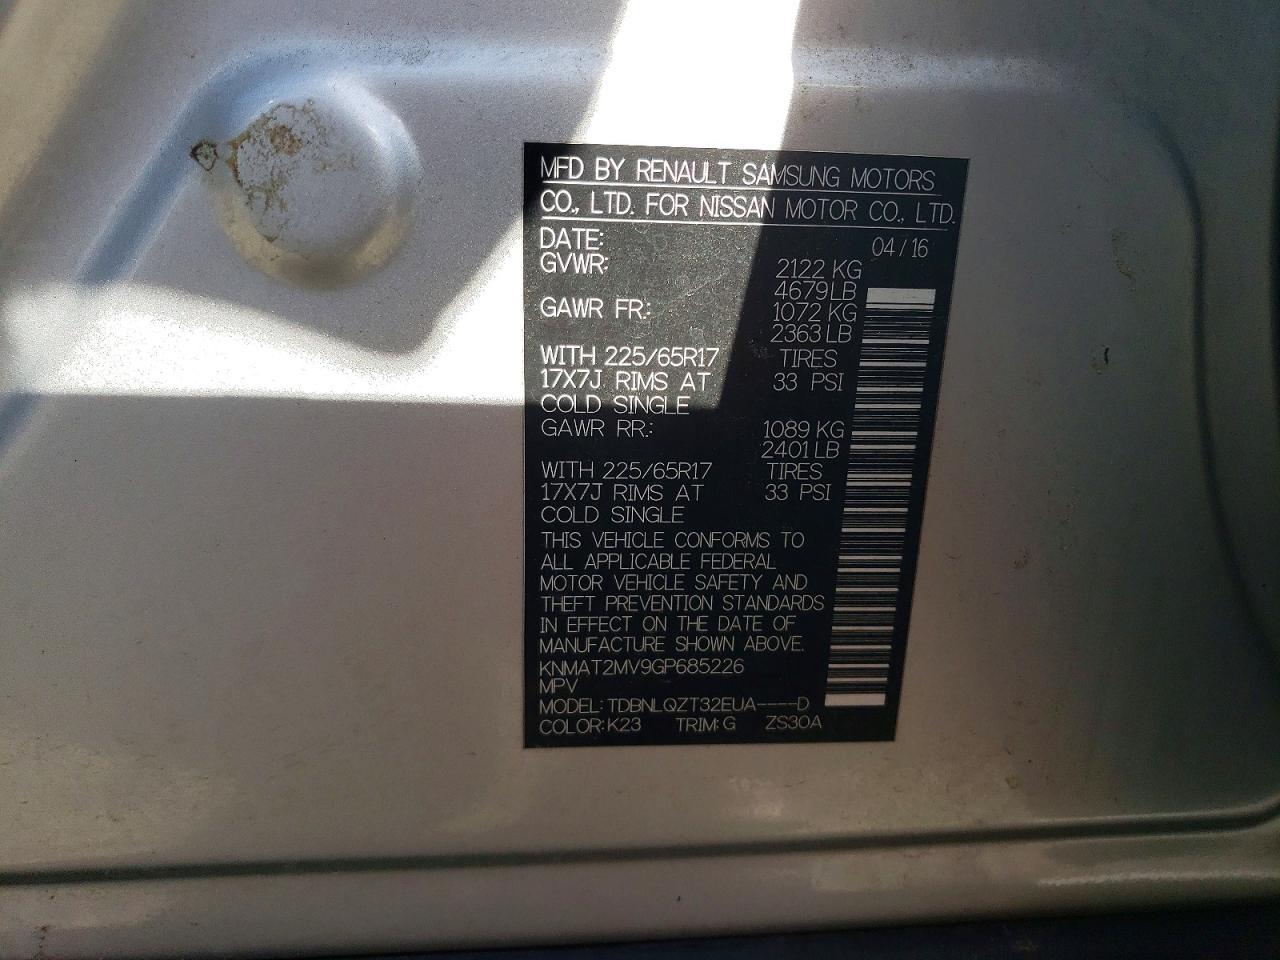 MFD BY RENAULT SAMSUNG MOTORS
CO., LTD. FOR NISSAN MOTOR CO., LTD.
DATE: 04/16
GVWR: 2122 KG
4679LB
GAWR FR.: 1072 KG
2363 LB
WITH 225/65R17 TIRES
17X7J RIMS AT 33 PSI
COLD SINGLE
GAWR RR.: 1089 KG
2401 LB
WITH 225/65R17 TIRES
17X7J RIMS AT 33 PSI
COLD SINGLE
THIS VEHICLE CONFORMS TO
ALL APPLICABLE FEDERAL
MOTOR VEHICLE SAFETY AND
THEFT PREVENTION STANDARDS
IN EFFECT ON THE DATE OF
MANUFACTURE SHOWN ABOVE.
KNMAT2MV9GP685226
MPV
MODEL: TDBNLQZT32EUA----D
COLOR: K23 TRIM: G ZS30A